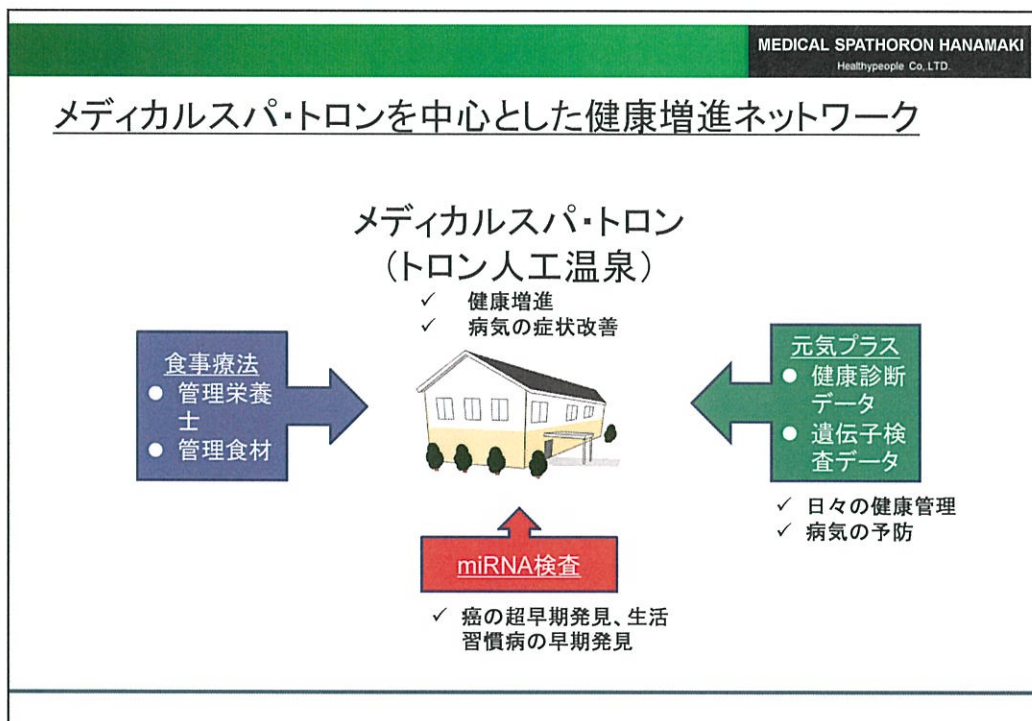 MEDICAL SPATHORON HANAMAKI
Healthypeople Co,.LTD.
メディカルスパ・トロンを中心とした健康増進ネットワーク
メディカルスパ・トロン
（トロン人工温泉）
✓ 健康増進
✓ 病気の症状改善
食事療法
● 管理栄養
士
● 管理食材
元気プラス
● 健康診断
データ
● 遺伝子検
査データ
✓ 日々の健康管理
✓ 病気の予防
miRNA検査
✓ 癌の超早期発見、生活
習慣病の早期発見